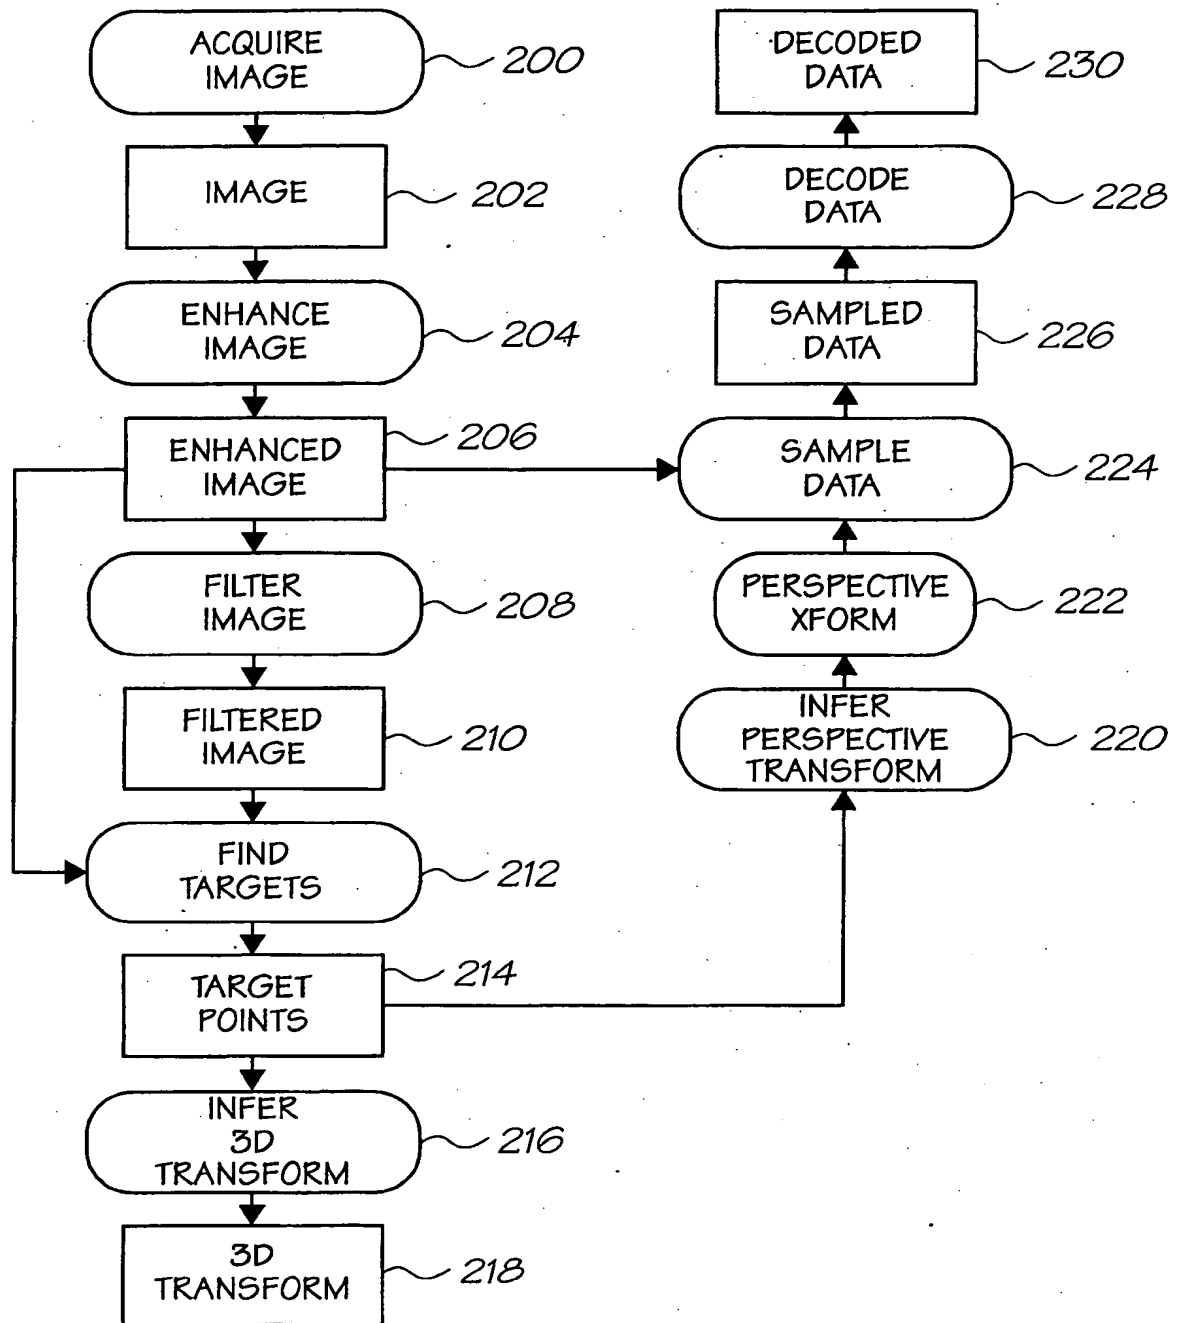 ACQUIRE
IMAGE
200
IMAGE
202
ENHANCE
IMAGE
204
ENHANCED
IMAGE
206
FILTER
IMAGE
208
FILTERED
IMAGE
210
FIND
TARGETS
212
TARGET
POINTS
214
INFER
3D
TRANSFORM
216
3D
TRANSFORM
218
DECODED
DATA
230
DECODE
DATA
228
SAMPLED
DATA
226
SAMPLE
DATA
224
PERSPECTIVE
XFORM
222
INFER
PERSPECTIVE
TRANSFORM
220